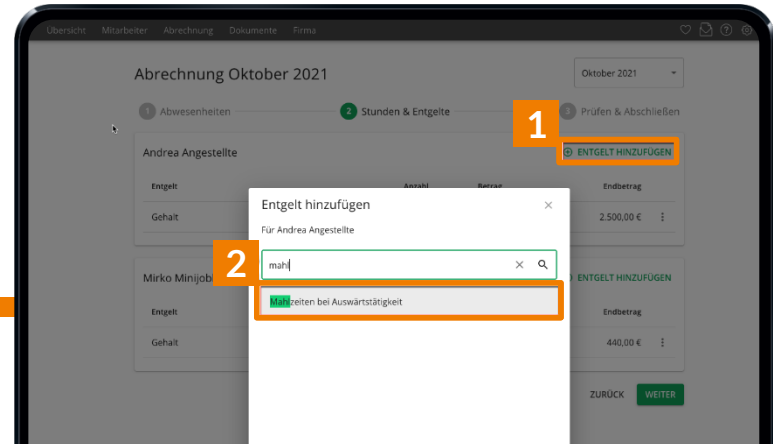 Übersicht Mitarbeiter Abrechnung Dokumente Firma
Abrechnung Oktober 2021
Oktober 2021
1 Abwesenheiten
2 Stunden & Entgelte
3 Prüfen & Abschließen
1
Andrea Angestellte
ENTGELT HINZUFÜGEN
Entgelt Anzahl Betrag Endbetrag
Gehalt 2.500,00 €
Entgelt hinzufügen
Für Andrea Angestellte
2
mahl
Mahlzeiten bei Auswärtstätigkeit
Mirko Minijob
ENTGELT HINZUFÜGEN
Entgelt Endbetrag
Gehalt 440,00 €
ZURÜCK WEITER